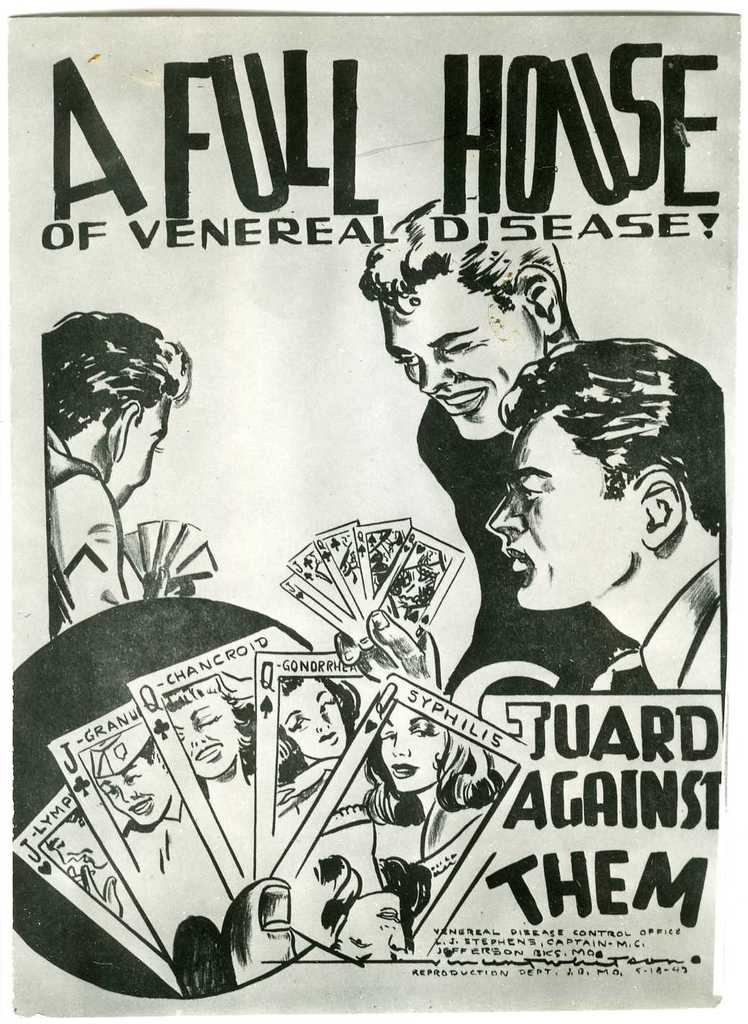 A FULL HOUSE
OF VENEREAL DISEASE!
J-LYMP
J-GRANU
Q-CHANCROID
Q-GONORRHE
Q SYPHILIS
GUARD
AGAINST
THEM
VENEREAL DISEASE CONTROL OFFICE
L. J. STEPHENS, CAPTAIN-M.C.
JEFFERSON BKS, MO.
REPRODUCTION DEPT. J.B. MO. 5-18-43